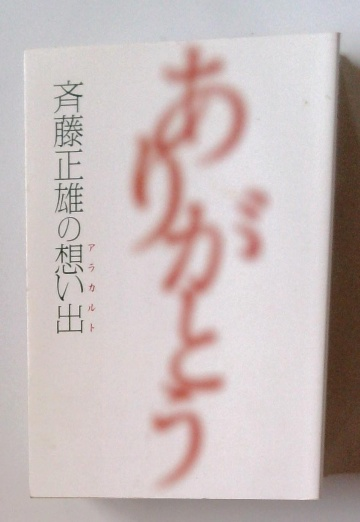 ありがとう
斉藤正雄の想い出
アラカルト